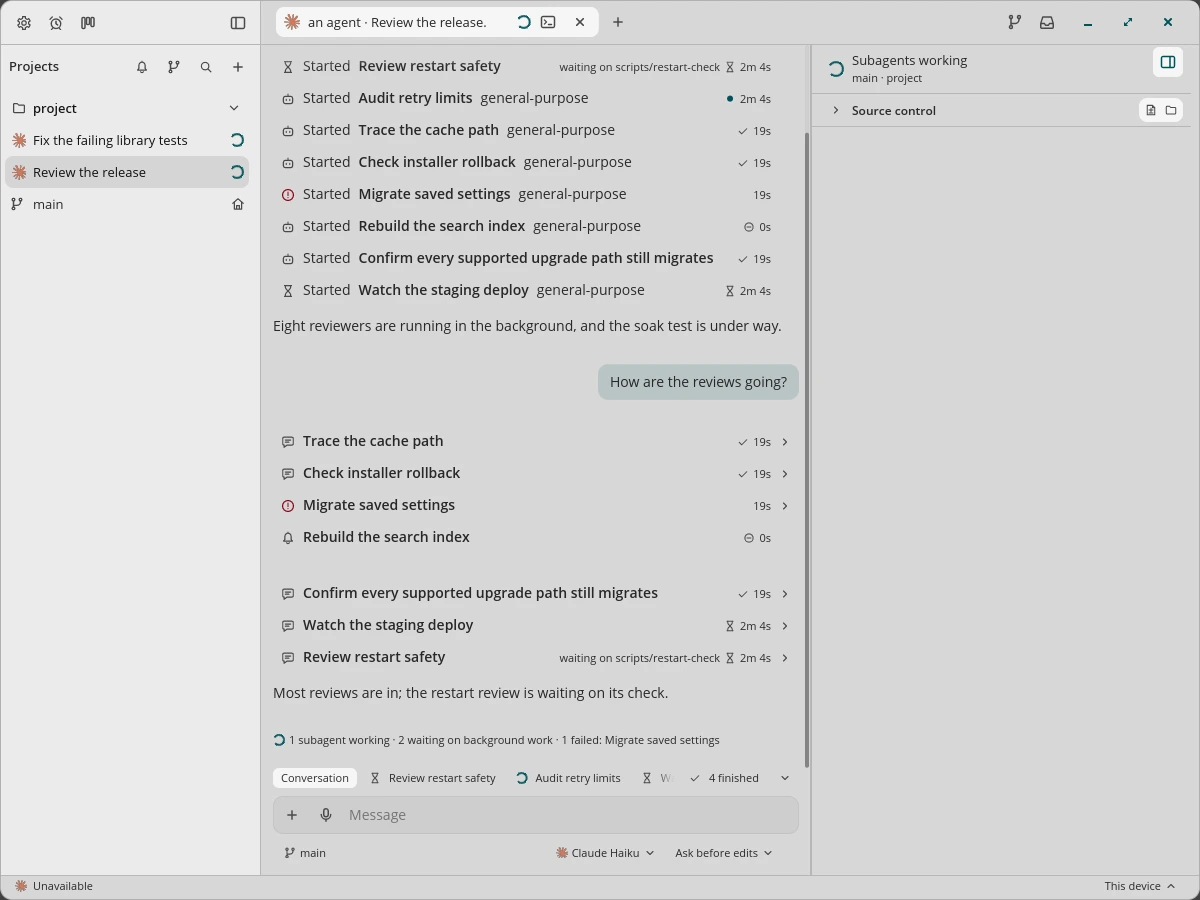 an agent · Review the release.
Projects
project
Fix the failing library tests
Review the release
main
Started Review restart safety waiting on scripts/restart-check 2m 4s
Started Audit retry limits general-purpose 2m 4s
Started Trace the cache path general-purpose 19s
Started Check installer rollback general-purpose 19s
Started Migrate saved settings general-purpose 19s
Started Rebuild the search index general-purpose 0s
Started Confirm every supported upgrade path still migrates 19s
Started Watch the staging deploy general-purpose 2m 4s
Eight reviewers are running in the background, and the soak test is under way.
How are the reviews going?
Trace the cache path 19s
Check installer rollback 19s
Migrate saved settings 19s
Rebuild the search index 0s
Confirm every supported upgrade path still migrates 19s
Watch the staging deploy 2m 4s
Review restart safety waiting on scripts/restart-check 2m 4s
Most reviews are in; the restart review is waiting on its check.
1 subagent working · 2 waiting on background work · 1 failed: Migrate saved settings
Conversation Review restart safety Audit retry limits 4 finished
Message
main Claude Haiku Ask before edits
Subagents working
main · project
Source control
Unavailable This device